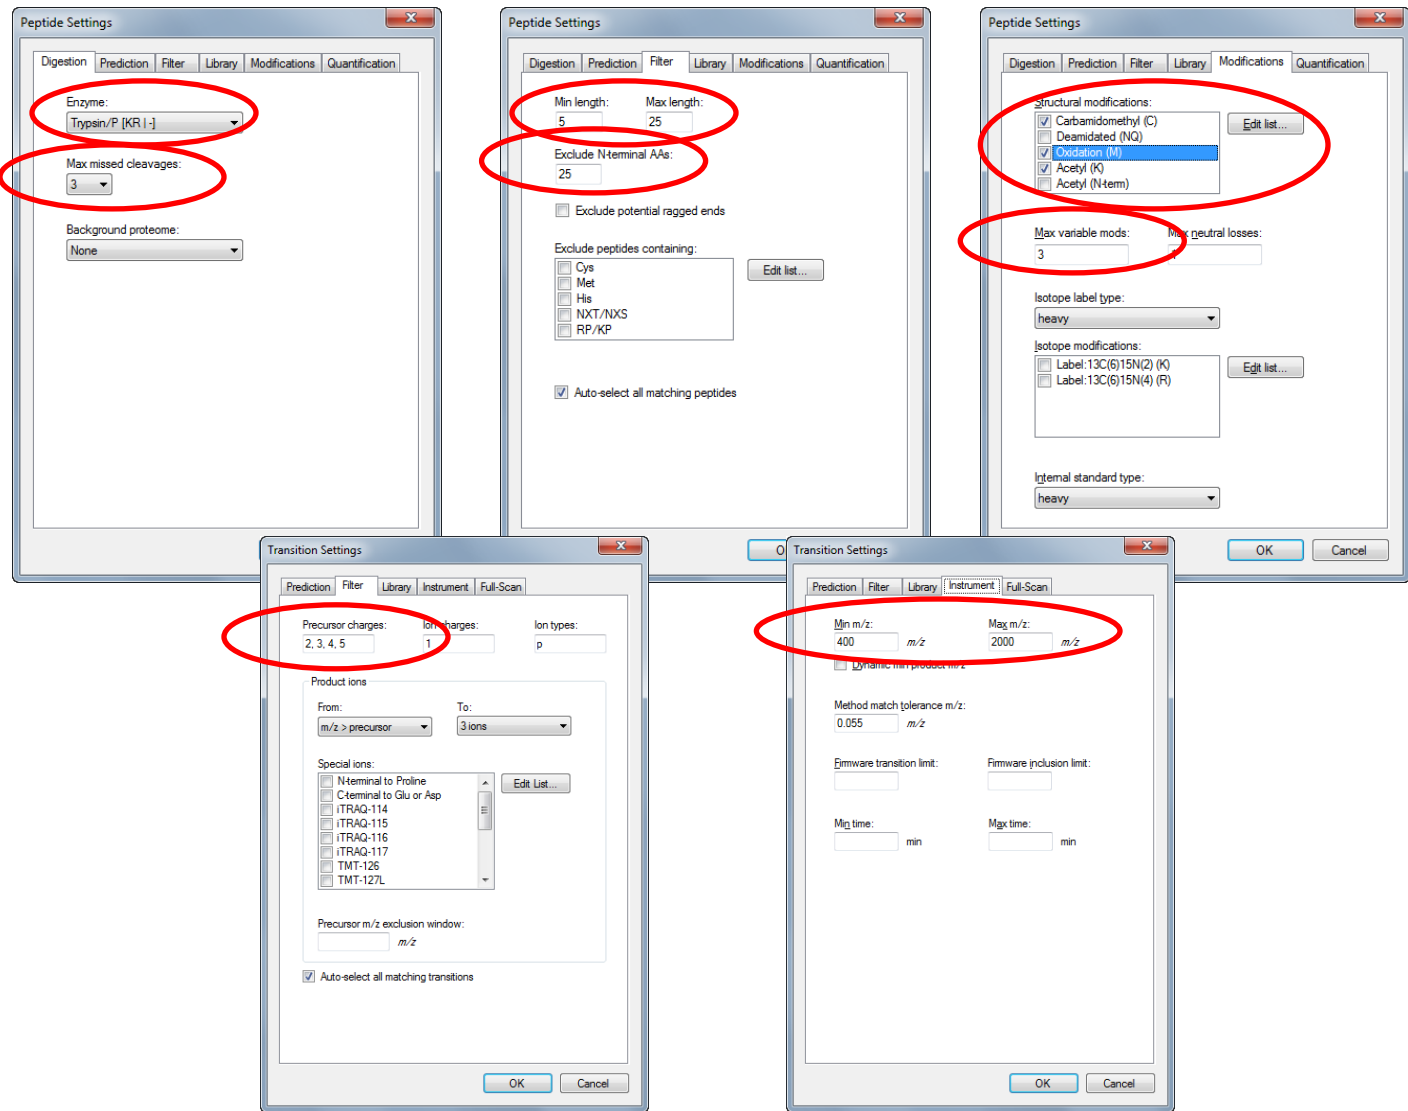 Peptide Settings
Digestion Prediction Filter Library Modifications Quantification
Enzyme:
Trypsin/P [KR | -]
Max missed cleavages:
3
Background proteome:
None
Peptide Settings
Digestion Prediction Filter Library Modifications Quantification
Min length: Max length:
5 25
Exclude N-terminal AAs:
25
Exclude potential ragged ends
Exclude peptides containing:
Cys
Met
His
NXT/NXS
RP/KP
Edit list...
Auto-select all matching peptides
O
Peptide Settings
Digestion Prediction Filter Library Modifications Quantification
Structural modifications:
Carbamidomethyl (C)
Deamidated (NQ)
Oxidation (M)
Acetyl (K)
Acetyl (N-term)
Edit list...
Max variable mods: Max neutral losses:
3
Isotope label type:
heavy
Isotope modifications:
Label:13C(6)15N(2) (K)
Label:13C(6)15N(4) (R)
Edit list...
Internal standard type:
heavy
OK Cancel
Transition Settings
Prediction Filter Library Instrument Full-Scan
Precursor charges: Ion charges: Ion types:
2, 3, 4, 5 1 p
Product ions
From: To:
m/z > precursor 3 ions
Special ions:
N-terminal to Proline
C-terminal to Glu or Asp
iTRAQ-114
iTRAQ-115
iTRAQ-116
iTRAQ-117
TMT-126
TMT-127L
Edit List...
Precursor m/z exclusion window:
m/z
Auto-select all matching transitions
OK Cancel
Transition Settings
Prediction Filter Library Instrument Full-Scan
Min m/z: Max m/z:
400 m/z 2000 m/z
Dynamic min product m/z
Method match tolerance m/z:
0.055 m/z
Firmware transition limit: Firmware inclusion limit:
Min time: Max time:
min min
OK Cancel